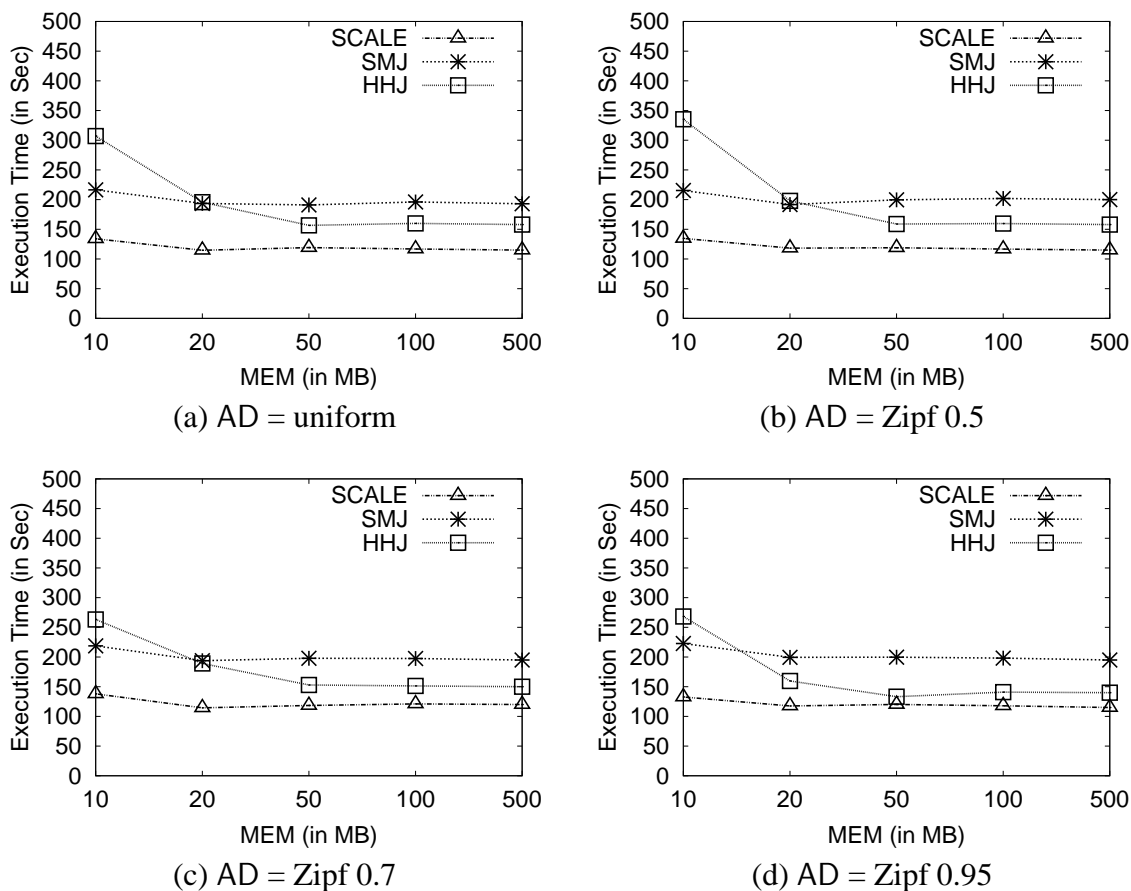 500
450
400
350
300
250
200
150
100
50
0
Execution Time (in Sec)
SCALE
SMJ
HHJ
10 20 50 100 500
MEM (in MB)
(a) AD = uniform
500
450
400
350
300
250
200
150
100
50
0
Execution Time (in Sec)
SCALE
SMJ
HHJ
10 20 50 100 500
MEM (in MB)
(b) AD = Zipf 0.5
500
450
400
350
300
250
200
150
100
50
0
Execution Time (in Sec)
SCALE
SMJ
HHJ
10 20 50 100 500
MEM (in MB)
(c) AD = Zipf 0.7
500
450
400
350
300
250
200
150
100
50
0
Execution Time (in Sec)
SCALE
SMJ
HHJ
10 20 50 100 500
MEM (in MB)
(d) AD = Zipf 0.95